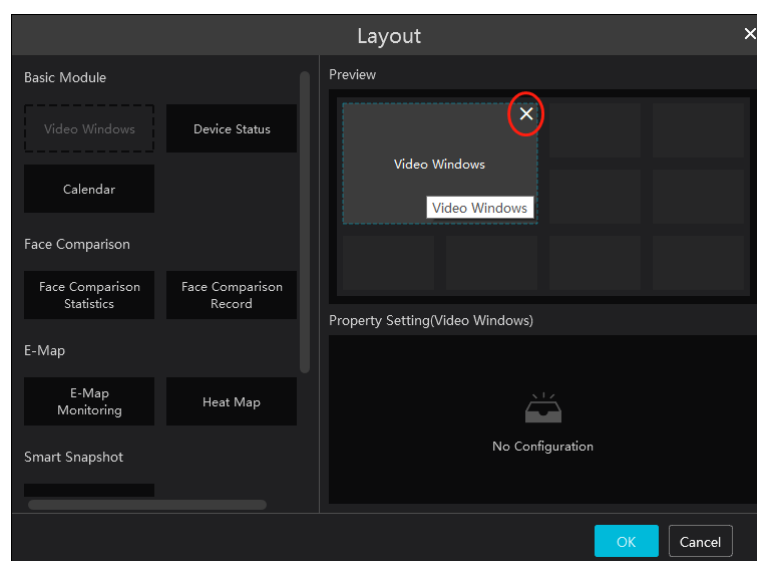 Layout
Basic Module
Video Windows
Device Status
Calendar
Face Comparison
Face Comparison
Statistics
Face Comparison
Record
E-Map
E-Map
Monitoring
Heat Map
Smart Snapshot
Preview
Video Windows
Video Windows
Property Setting(Video Windows)
No Configuration
OK
Cancel